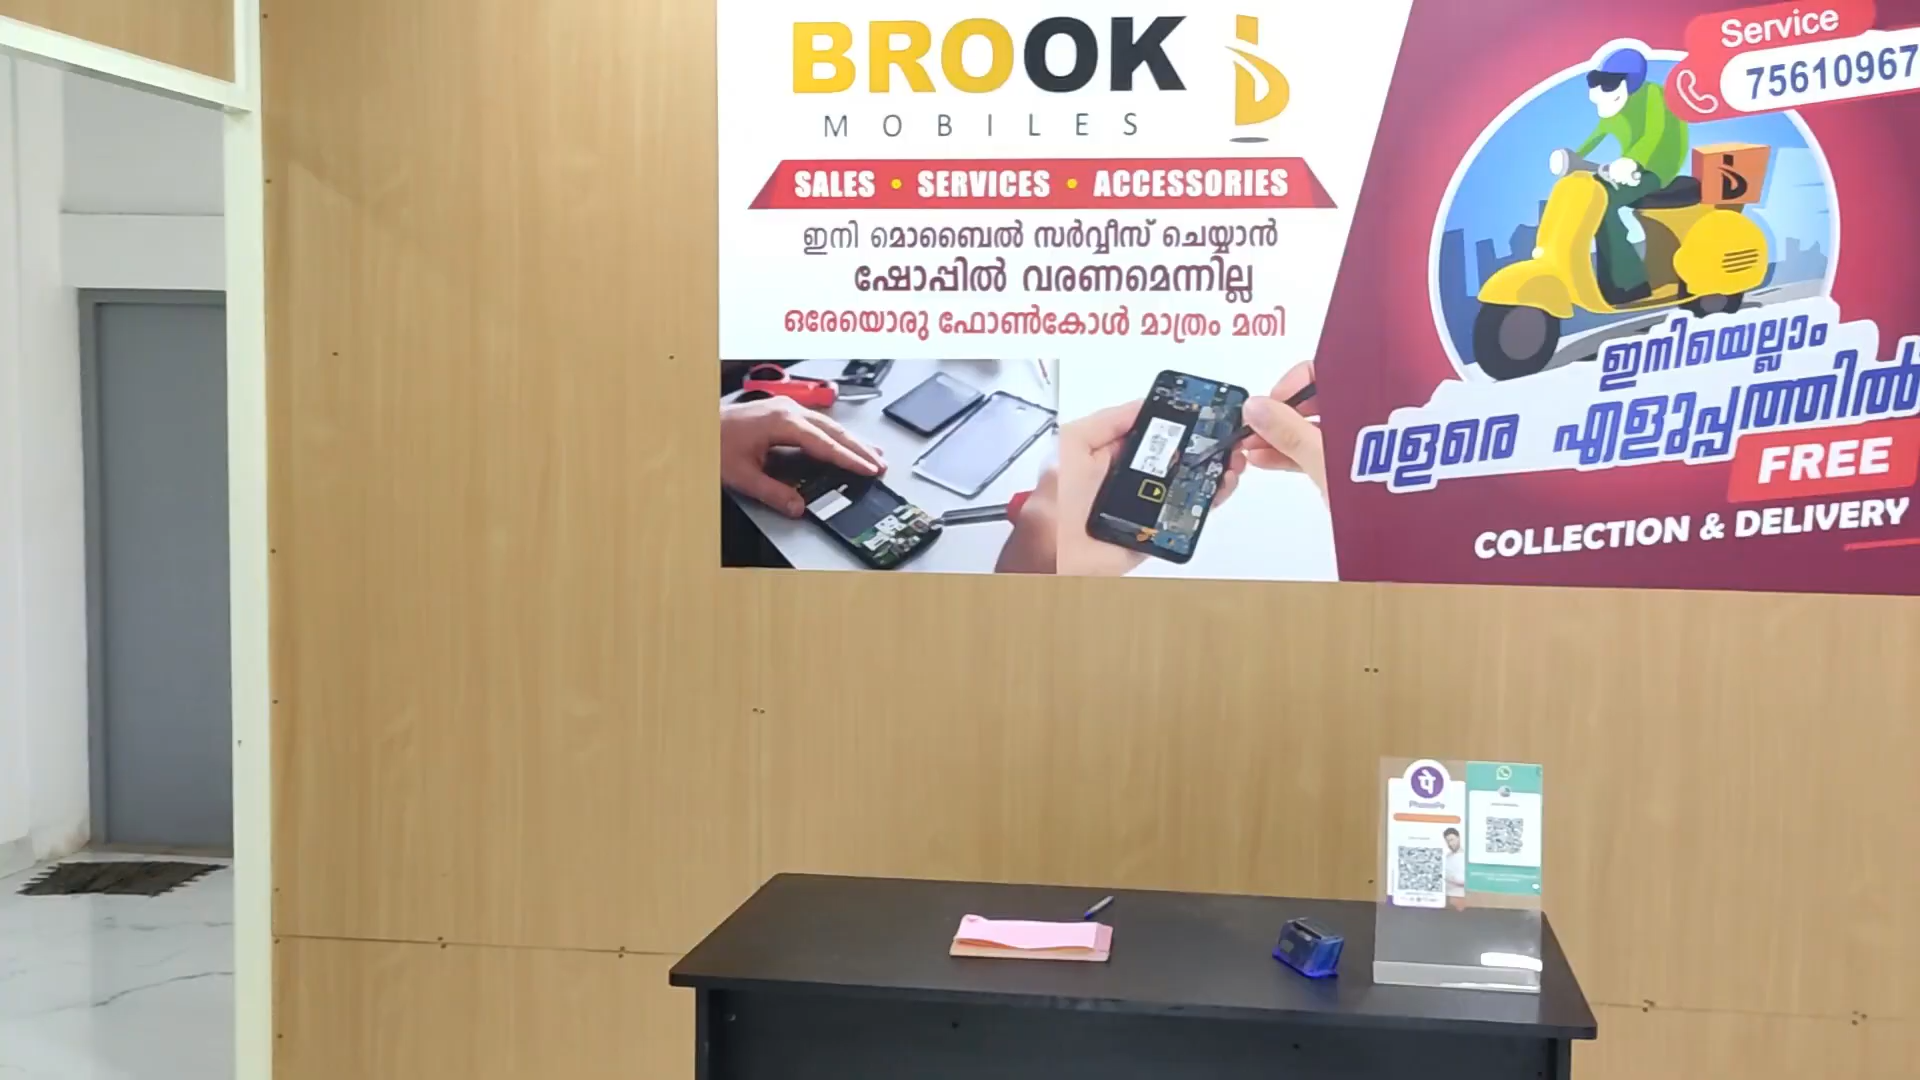 BROOK
MOBILES
SALES • SERVICES • ACCESSORIES
ഇനി മൊബൈൽ സർവ്വീസ് ചെയ്യാൻ
ഷോപ്പിൽ വരണമെന്നില്ല
ഒരേയൊരു ഫോൺകോൾ മാത്രം മതി
Service
75610967
ഇനിയെല്ലാം
വളരെ എളുപ്പത്തിൽ
FREE
COLLECTION & DELIVERY
पे
PhonePe